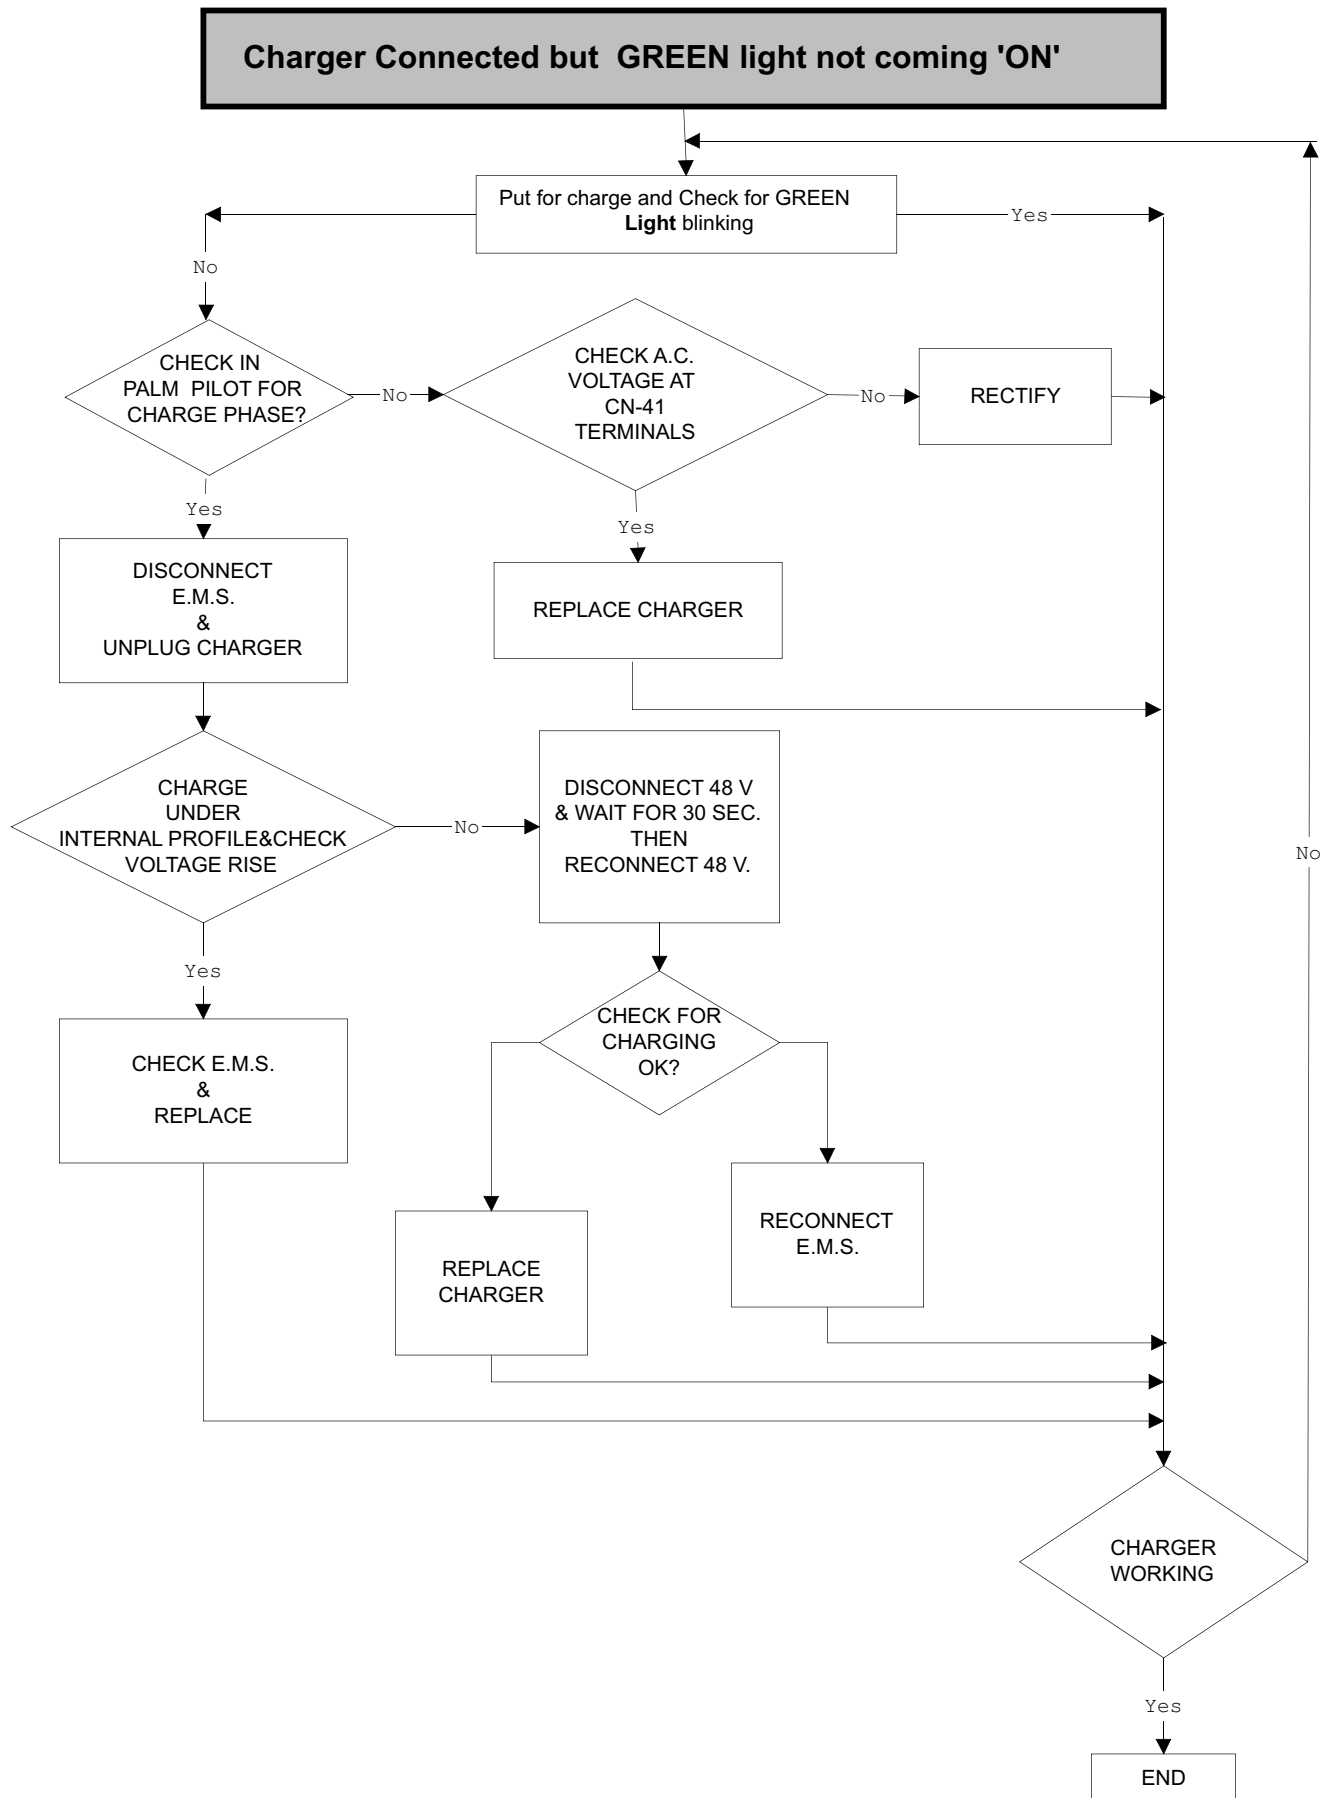 Charger Connected but  GREEN light not coming 'ON'
Put for charge and Check for GREEN
Light blinking
Yes
No
CHECK IN
PALM  PILOT FOR
CHARGE PHASE?
No
CHECK A.C.
VOLTAGE AT
CN-41
TERMINALS
No
RECTIFY
Yes
Yes
DISCONNECT
E.M.S.
&
UNPLUG CHARGER
REPLACE CHARGER
CHARGE
UNDER
INTERNAL PROFILE&CHECK
VOLTAGE RISE
No
DISCONNECT 48 V
& WAIT FOR 30 SEC.
THEN
RECONNECT 48 V.
No
Yes
CHECK FOR
CHARGING
OK?
CHECK E.M.S.
&
REPLACE
RECONNECT
E.M.S.
REPLACE
CHARGER
CHARGER
WORKING
Yes
END